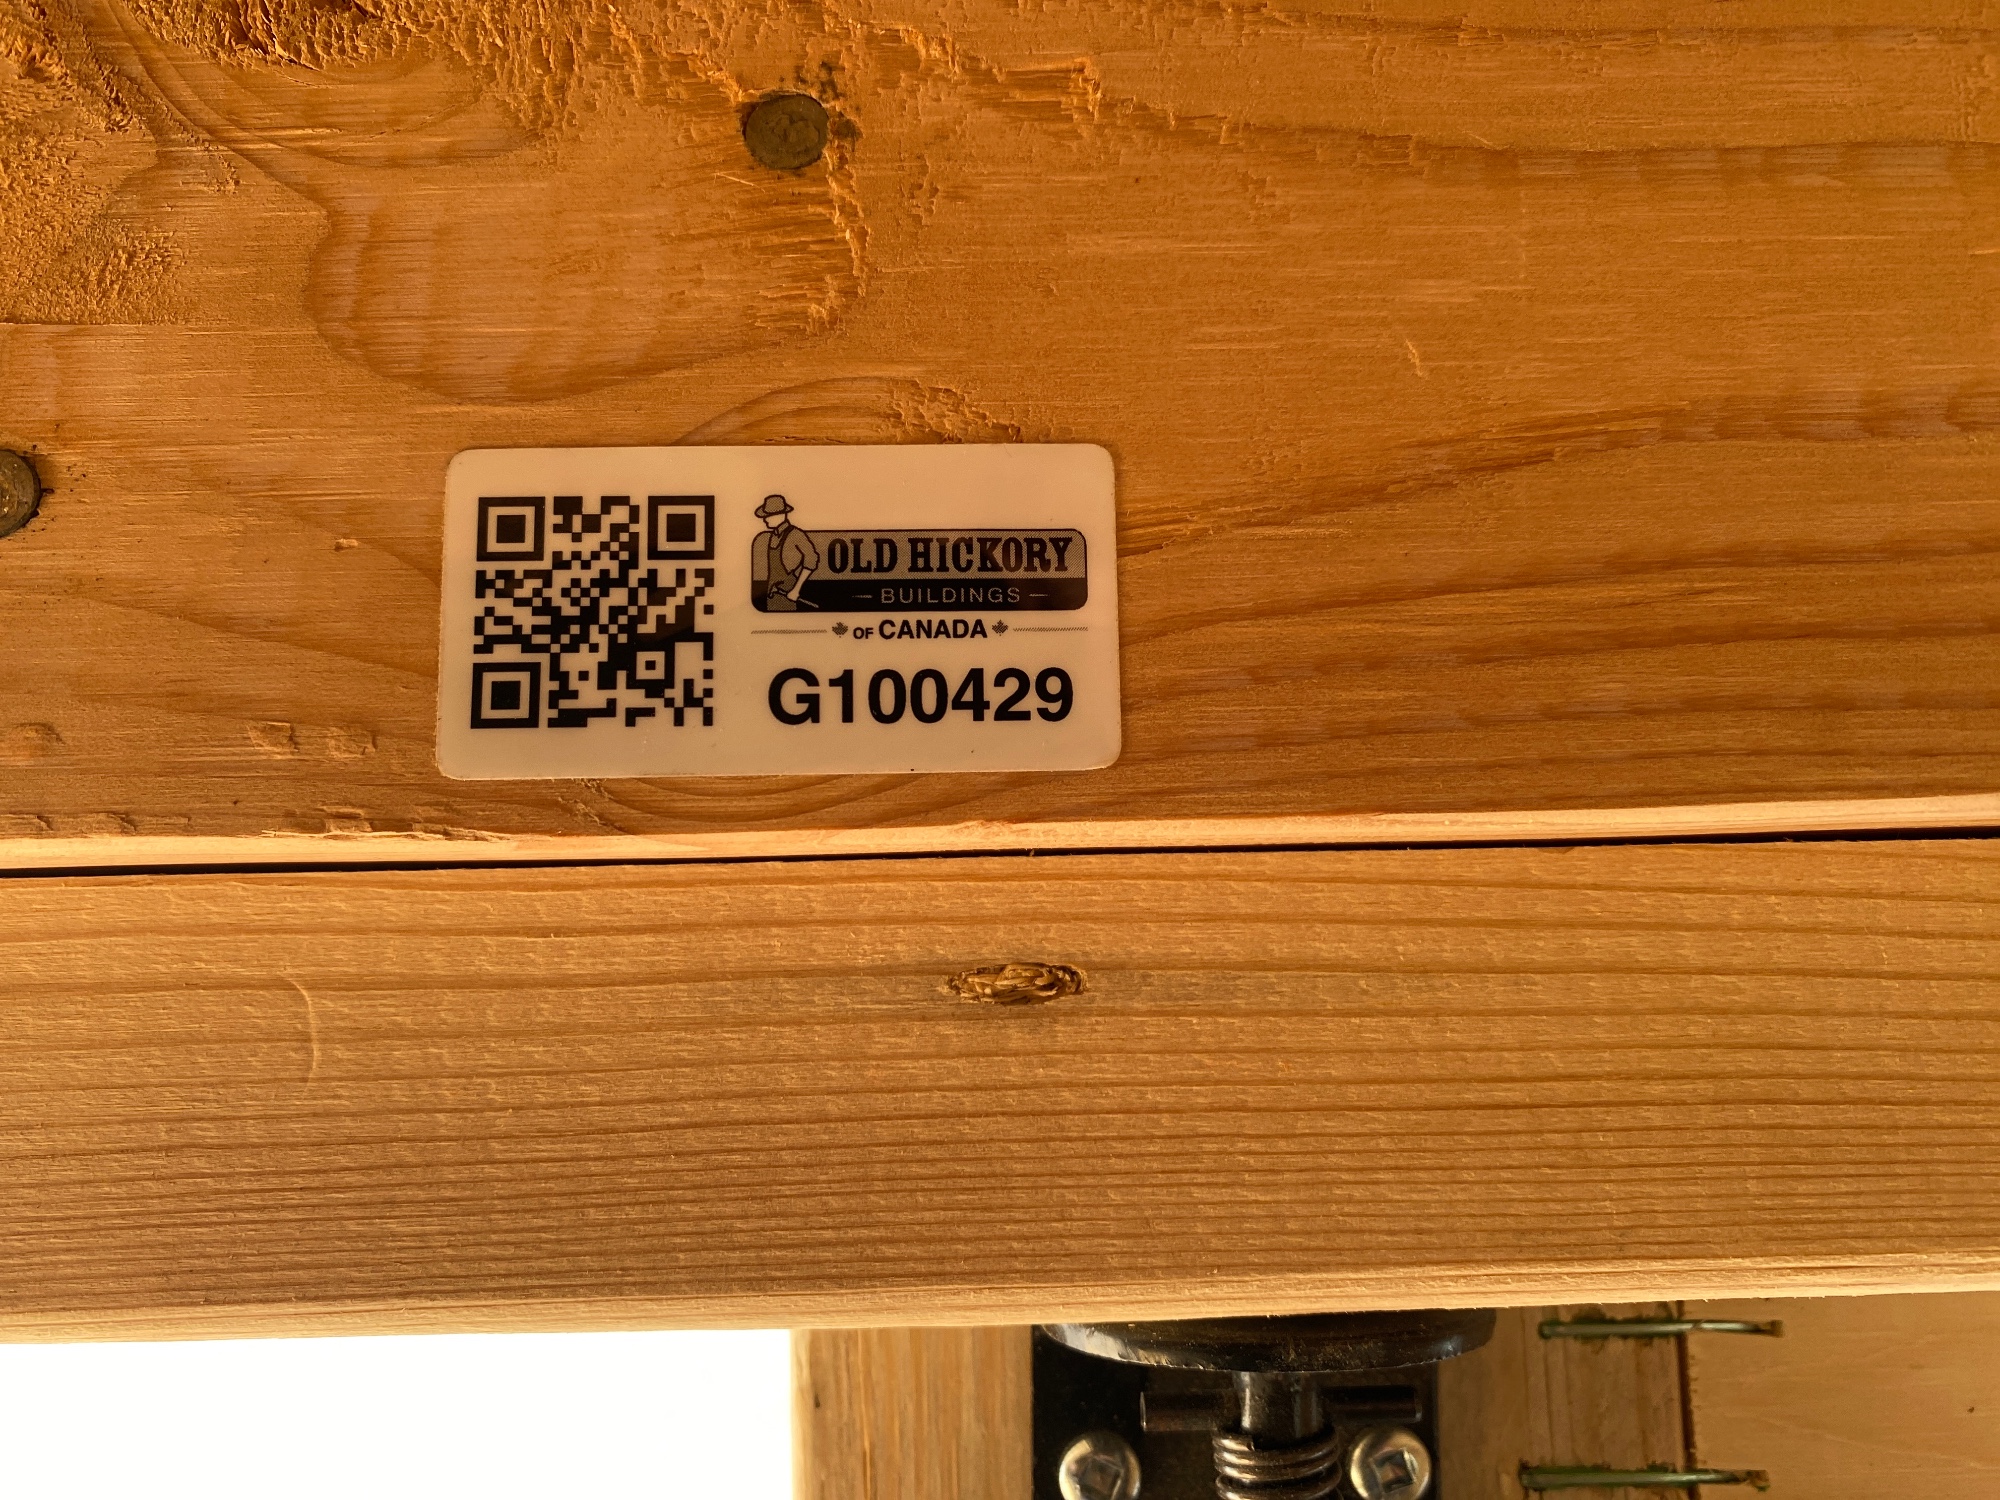 OLD HICKORY
BUILDINGS
OF CANADA
G100429